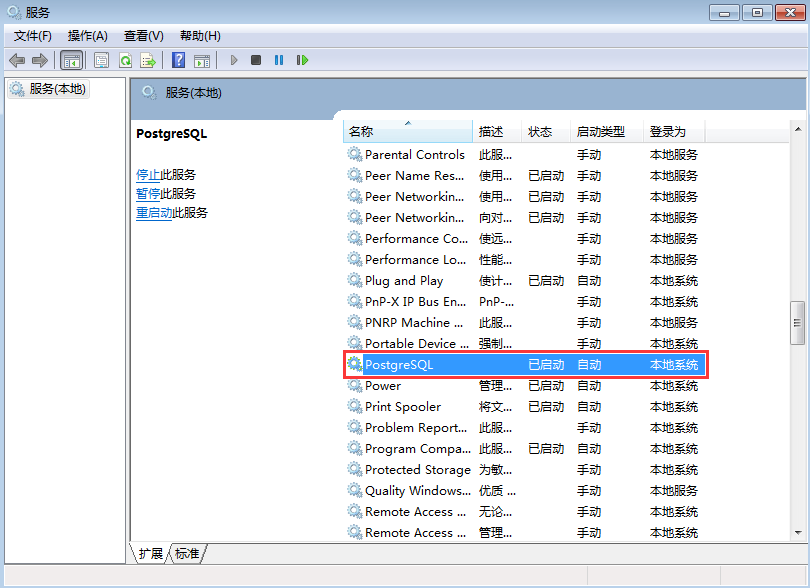 服务
文件(F) 操作(A) 查看(V) 帮助(H)
服务(本地)
服务(本地)
PostgreSQL
停止此服务
暂停此服务
重启动此服务
名称 描述 状态 启动类型 登录为
Parental Controls 此服... 手动 本地服务
Peer Name Res... 使用... 已启动 手动 本地服务
Peer Networkin... 使用... 已启动 手动 本地服务
Peer Networkin... 向对... 已启动 手动 本地服务
Performance Co... 使远... 手动 本地服务
Performance Lo... 性能... 手动 本地服务
Plug and Play 使计... 已启动 自动 本地系统
PnP-X IP Bus En... PnP-... 手动 本地系统
PNRP Machine ... 此服... 手动 本地服务
Portable Device ... 强制... 手动 本地系统
PostgreSQL 已启动 自动 本地系统
Power 管理... 已启动 自动 本地系统
Print Spooler 将文... 已启动 自动 本地系统
Problem Report... 此服... 手动 本地系统
Program Compa... 此服... 已启动 自动 本地系统
Protected Storage 为敏... 手动 本地系统
Quality Windows... 优质 ... 手动 本地服务
Remote Access ... 无论... 手动 本地系统
Remote Access ... 管理... 手动 本地系统
扩展 标准